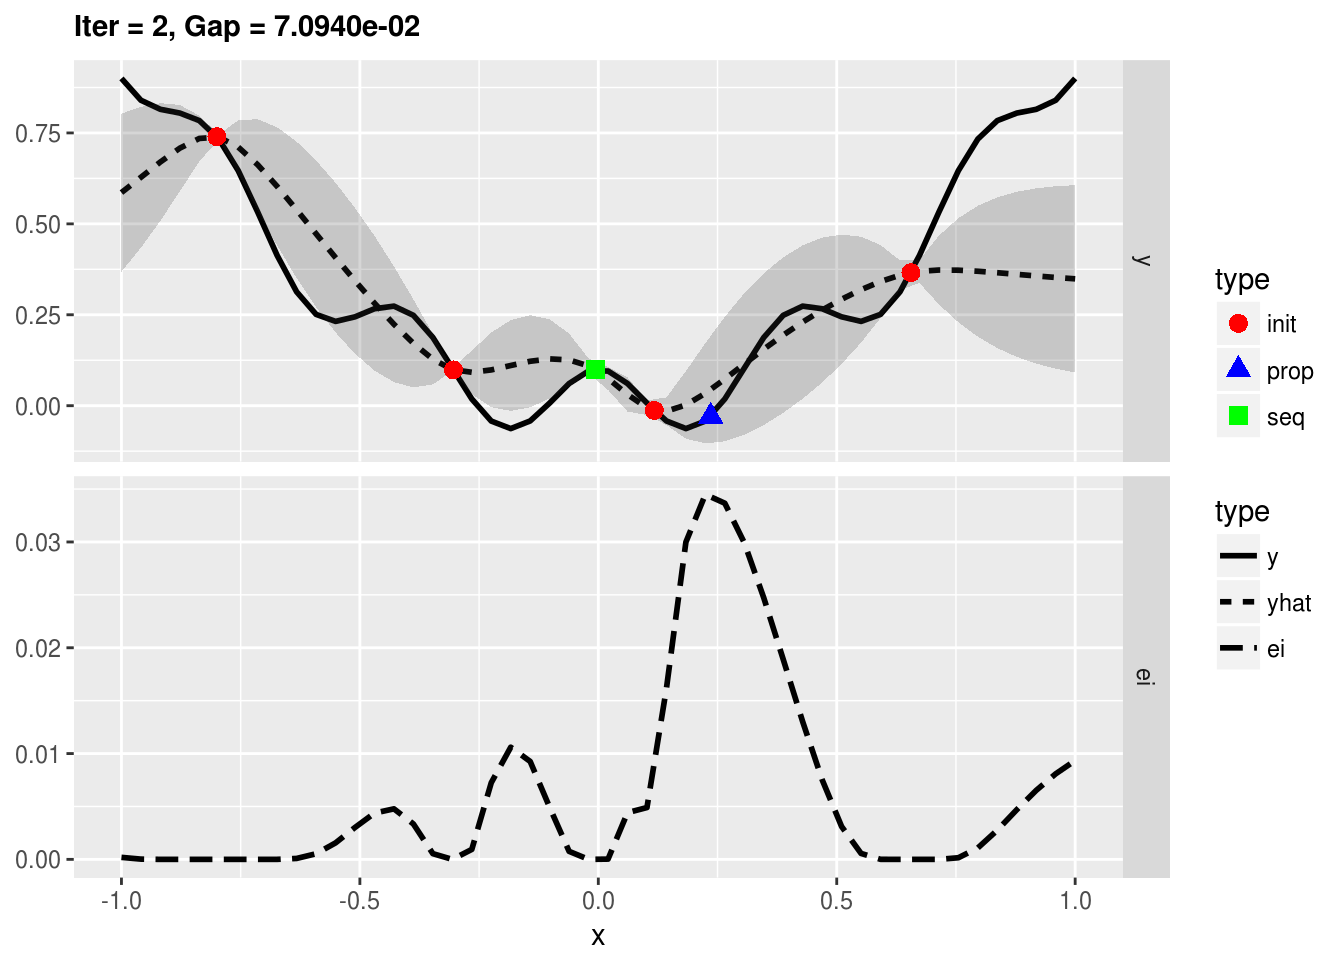 Iter = 2, Gap = 7.0940e-02
0.75
0.50
0.25
0.00
y
0.03
0.02
0.01
0.00
ei
-1.0 -0.5 0.0 0.5 1.0
x
type
init
prop
seq
type
y
yhat
ei